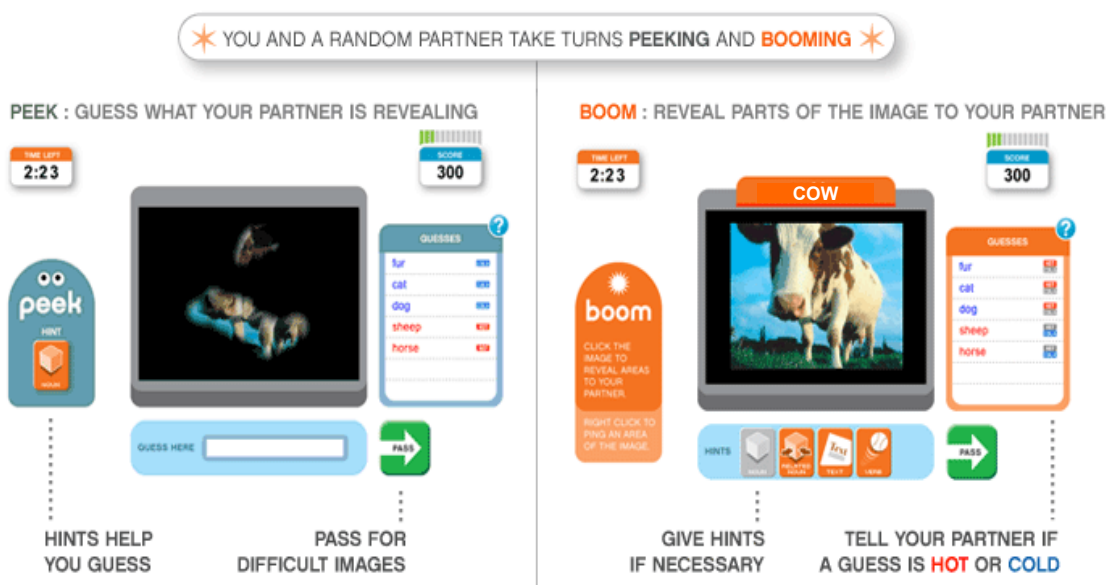 YOU AND A RANDOM PARTNER TAKE TURNS PEEKING AND BOOMING
PEEK : GUESS WHAT YOUR PARTNER IS REVEALING
TIME LEFT
2:23
SCORE
300
GUESSES
?
fur
cat
dog
sheep
horse
peek
HINT
NOUN
GUESS HERE
PASS
HINTS HELP
YOU GUESS
PASS FOR
DIFFICULT IMAGES
BOOM : REVEAL PARTS OF THE IMAGE TO YOUR PARTNER
TIME LEFT
2:23
SCORE
300
COW
GUESSES
?
fur
cat
dog
sheep
horse
boom
CLICK THE
IMAGE TO
REVEAL AREAS
TO YOUR
PARTNER.
RIGHT CLICK TO
PING AN AREA
OF THE IMAGE.
HINTS
NOUN
RELATED
NOUN
Text
TEXT
VERB
PASS
GIVE HINTS
IF NECESSARY
TELL YOUR PARTNER IF
A GUESS IS HOT OR COLD